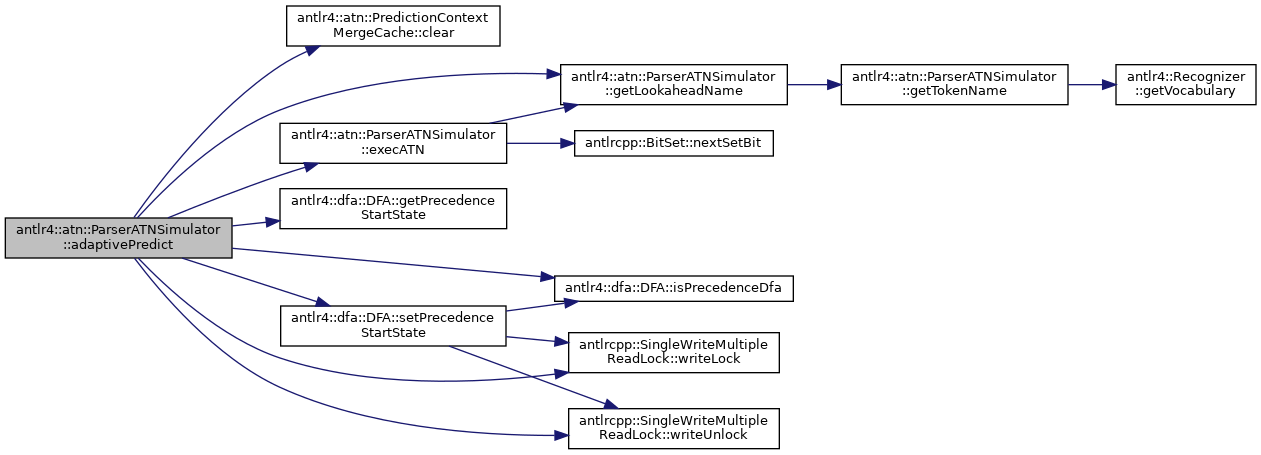 antlr4::atn::PredictionContext
MergeCache::clear
antlr4::atn::ParserATNSimulator
::getLookaheadName
antlr4::atn::ParserATNSimulator
::getTokenName
antlr4::Recognizer
::getVocabulary
antlr4::atn::ParserATNSimulator
::execATN
antlrcpp::BitSet::nextSetBit
antlr4::dfa::DFA::getPrecedence
StartState
antlr4::atn::ParserATNSimulator
::adaptivePredict
antlr4::dfa::DFA::isPrecedenceDfa
antlr4::dfa::DFA::setPrecedence
StartState
antlrcpp::SingleWriteMultiple
ReadLock::writeLock
antlrcpp::SingleWriteMultiple
ReadLock::writeUnlock